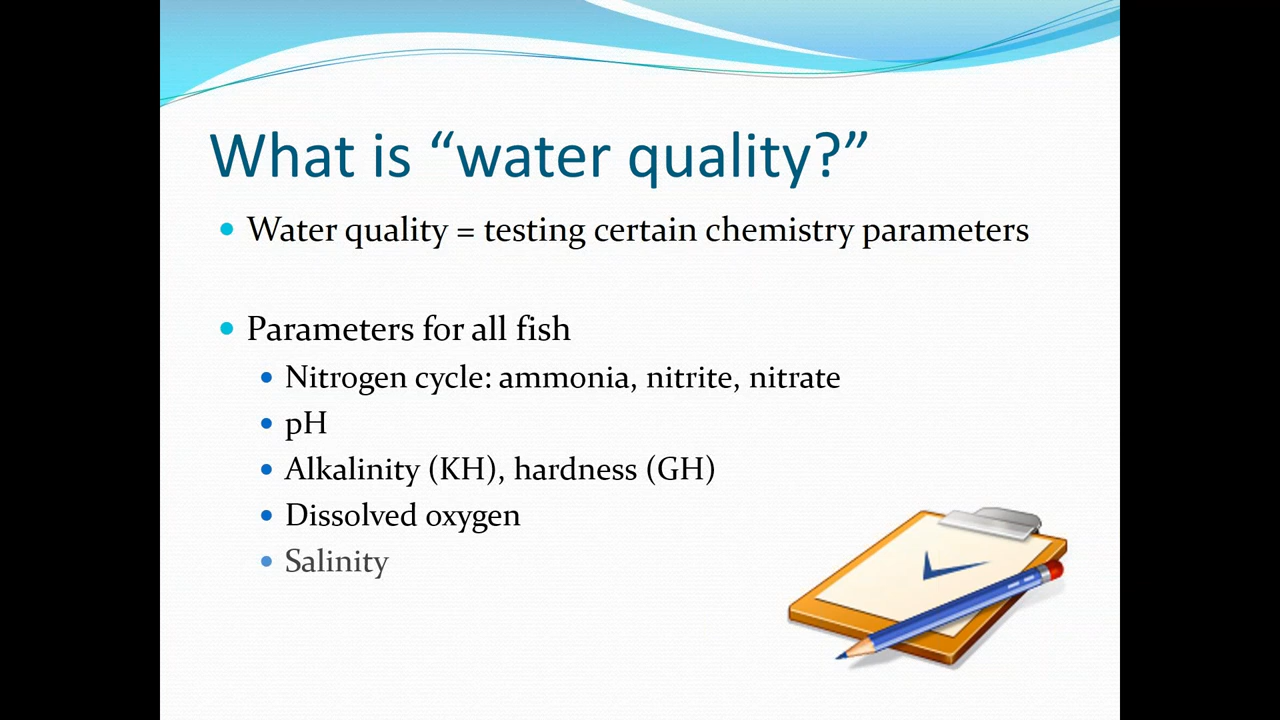 What is “water quality?”
Water quality = testing certain chemistry parameters
Parameters for all fish
Nitrogen cycle: ammonia, nitrite, nitrate
pH
Alkalinity (KH), hardness (GH)
Dissolved oxygen
Salinity